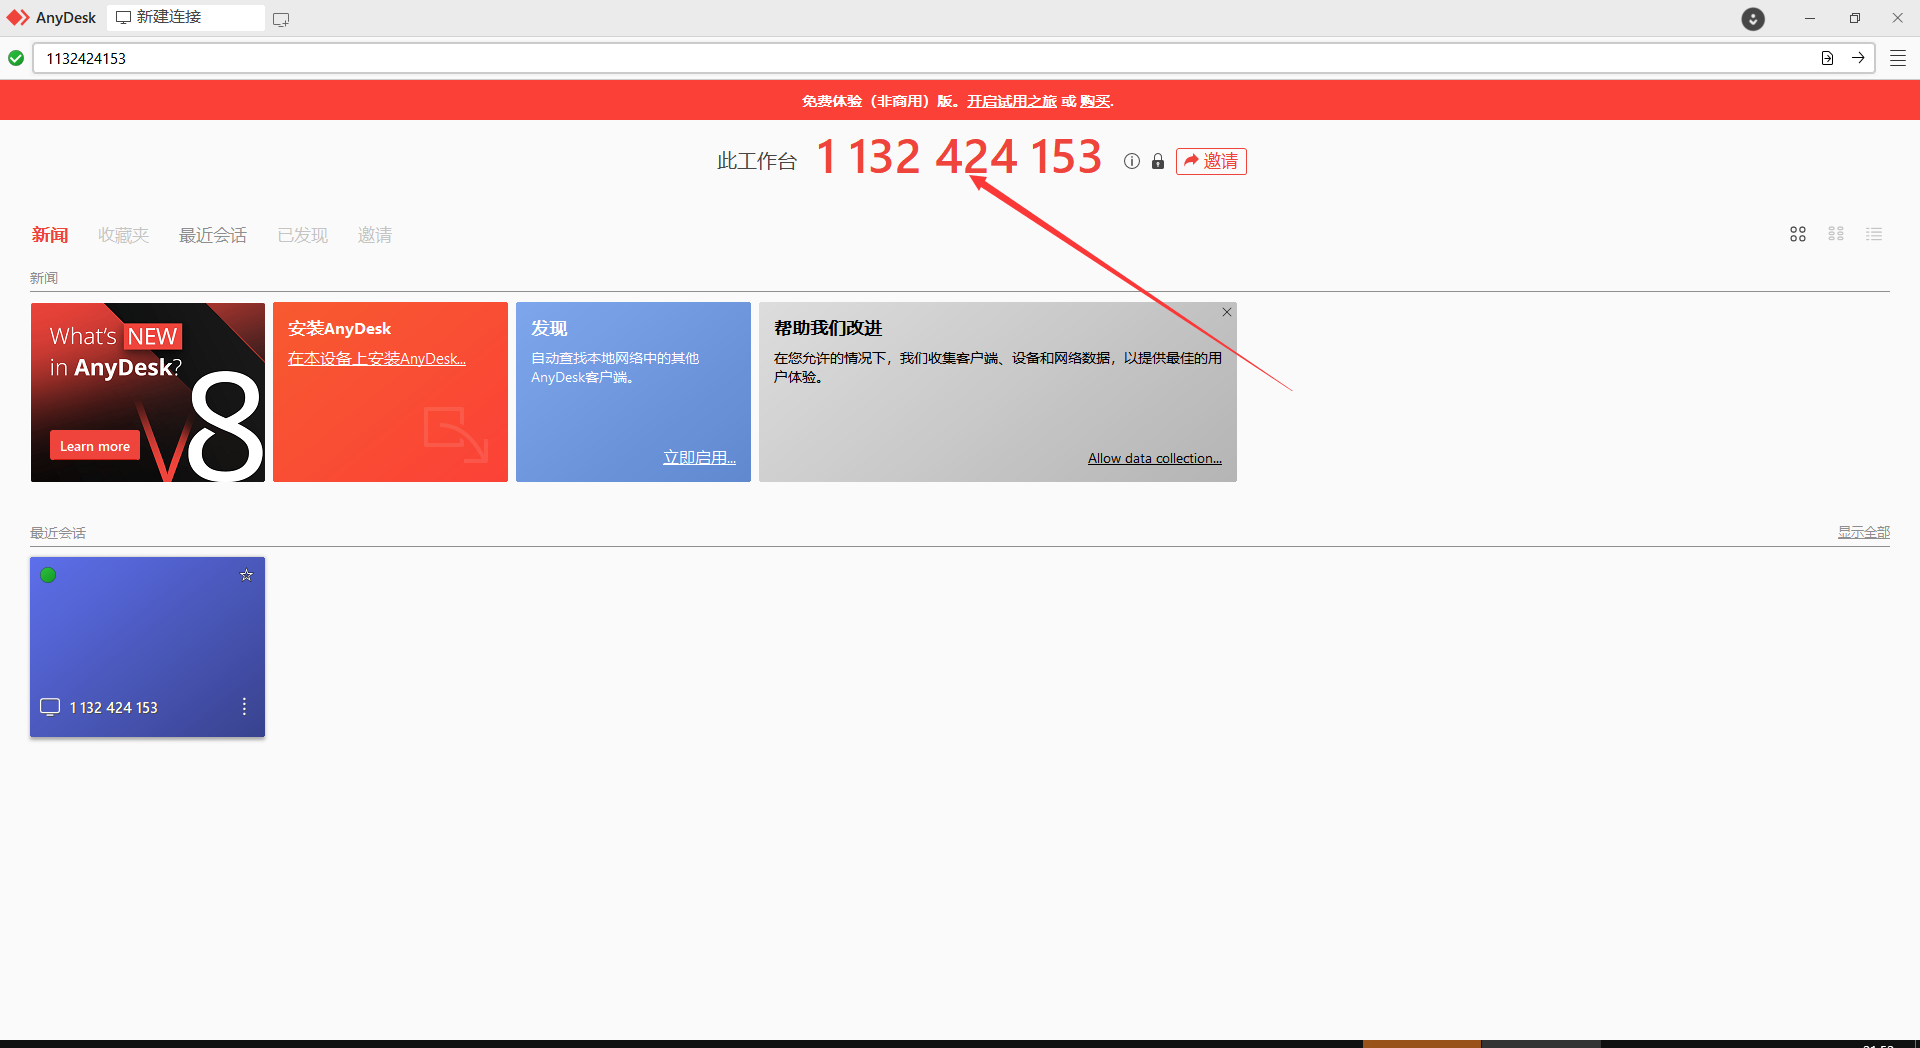 AnyDesk
新建连接
1132424153
免费体验（非商用）版。开启试用之旅 或 购买.
此工作台 1 132 424 153 邀请
新闻 收藏夹 最近会话 已发现 邀请
新闻
What's NEW
in AnyDesk?
V8
Learn more
安装AnyDesk
在本设备上安装AnyDesk...
发现
自动查找本地网络中的其他
AnyDesk客户端。
立即启用...
帮助我们改进
在您允许的情况下，我们收集客户端、设备和网络数据，以提供最佳的用
户体验。
Allow data collection...
最近会话 显示全部
1 132 424 153